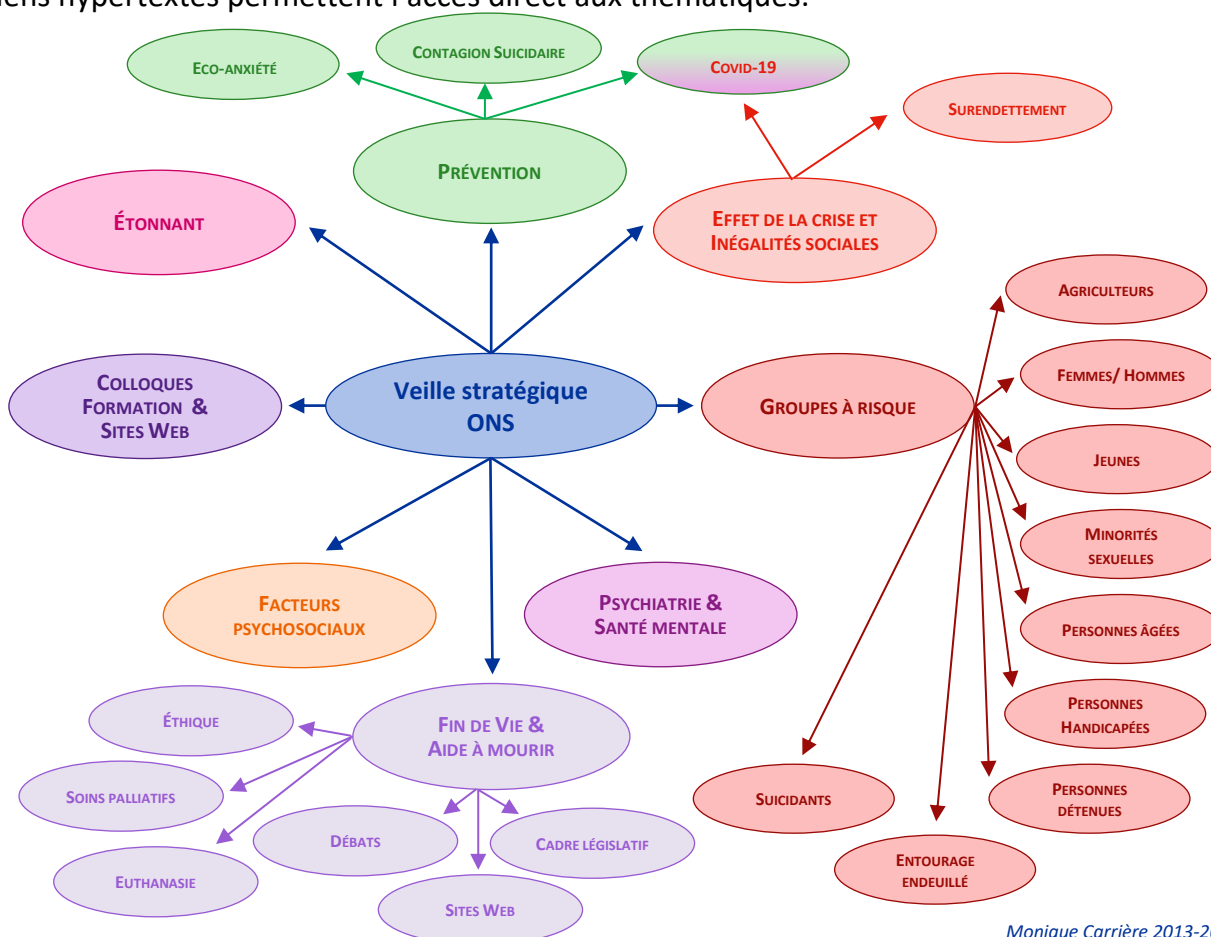 liens hypertextes permettent l'accès direct aux thématiques.
CONTAGION SUICIDAIRE
ECO-ANXIÉTÉ
COVID-19
SURENDETTEMENT
PRÉVENTION
ÉTONNANT
EFFET DE LA CRISE ET
INÉGALITÉS SOCIALES
AGRICULTEURS
FEMMES/ HOMMES
COLLOQUES
FORMATION &
SITES WEB
Veille stratégique
ONS
GROUPES À RISQUE
JEUNES
MINORITÉS
SEXUELLES
FACTEURS
PSYCHOSOCIAUX
PSYCHIATRIE &
SANTÉ MENTALE
PERSONNES ÂGÉES
PERSONNES
HANDICAPÉES
ÉTHIQUE
FIN DE VIE &
AIDE À MOURIR
SOINS PALLIATIFS
SUICIDANTS
PERSONNES
DÉTENUES
DÉBATS
CADRE LÉGISLATIF
EUTHANASIE
ENTOURAGE
ENDEUILLÉ
SITES WEB
Monique Carrière 2013-